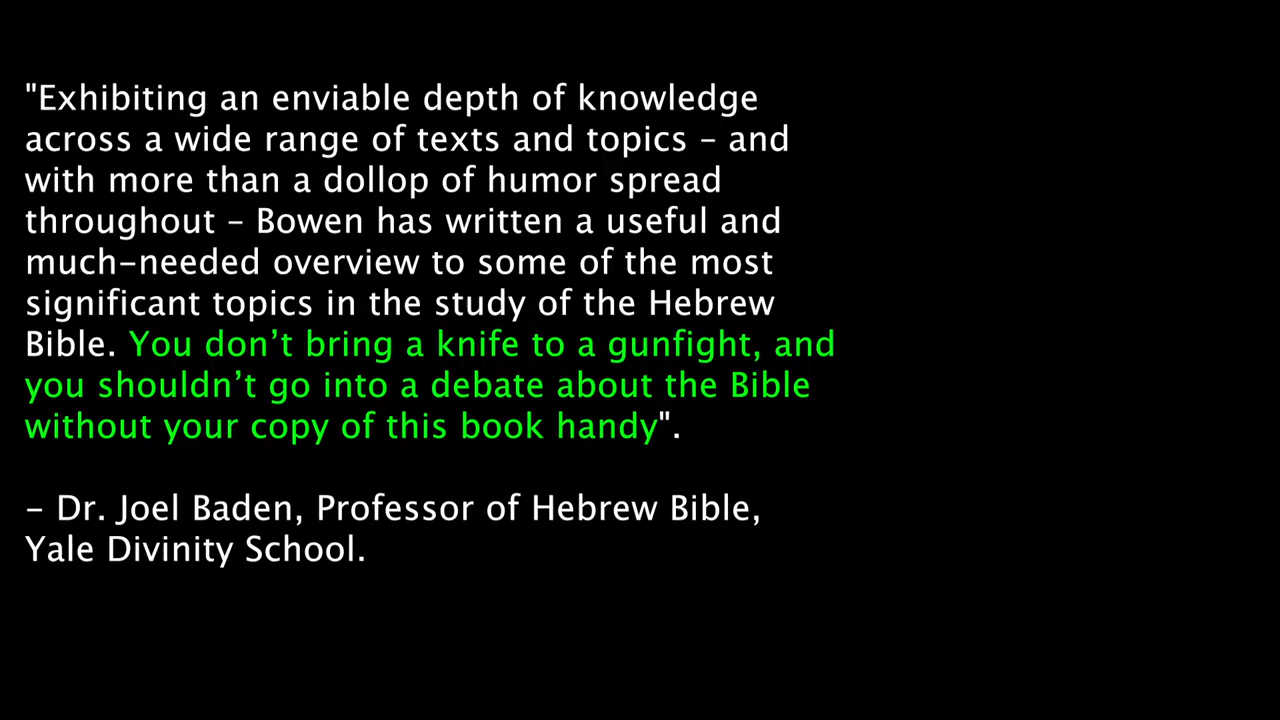 "Exhibiting an enviable depth of knowledge
across a wide range of texts and topics – and
with more than a dollop of humor spread
throughout – Bowen has written a useful and
much-needed overview to some of the most
significant topics in the study of the Hebrew
Bible. You don’t bring a knife to a gunfight, and
you shouldn’t go into a debate about the Bible
without your copy of this book handy".
– Dr. Joel Baden, Professor of Hebrew Bible,
Yale Divinity School.